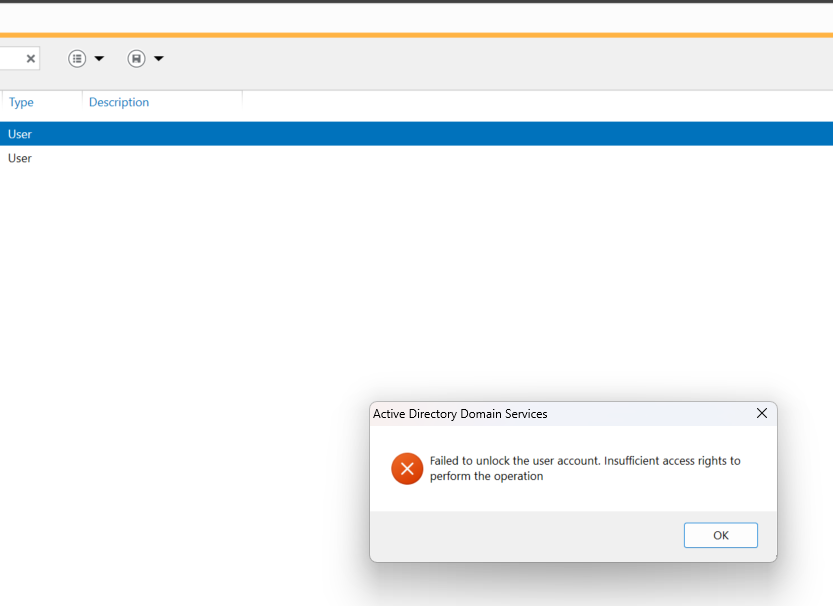 Type Description
User
User
Active Directory Domain Services
Failed to unlock the user account. Insufficient access rights to
perform the operation
OK